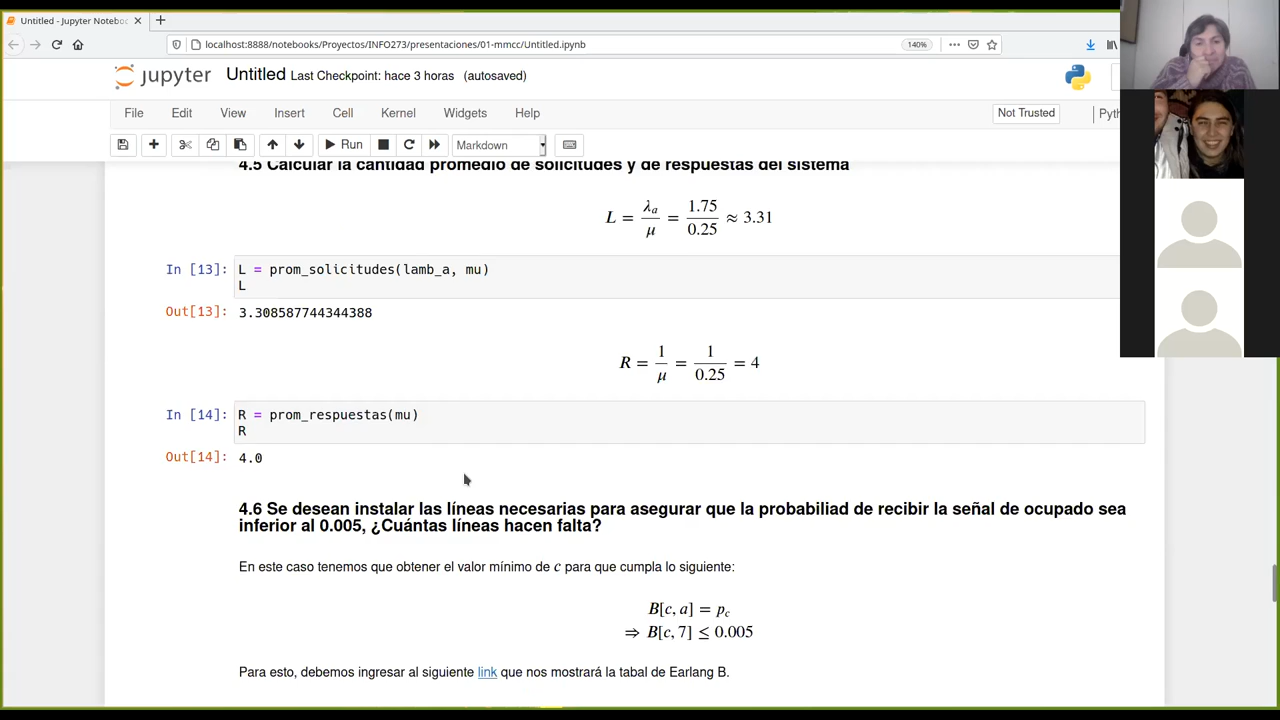 Untitled - Jupyter Noteboo
localhost:8888/notebooks/Proyectos/INFO273/presentaciones/01-mmcc/Untitled.ipynb
140%
jupyter Untitled Last Checkpoint: hace 3 horas (autosaved)
File Edit View Insert Cell Kernel Widgets Help
Not Trusted
Pyth
Run
Markdown
4.5 Calcular la cantidad promedio de solicitudes y de respuestas del sistema
L = λa/μ = 1.75/0.25 ≈ 3.31
In [13]: L = prom_solicitudes(lamb_a, mu)
L
Out[13]: 3.308587744344388
R = 1/μ = 1/0.25 = 4
In [14]: R = prom_respuestas(mu)
R
Out[14]: 4.0
4.6 Se desean instalar las líneas necesarias para asegurar que la probabiliad de recibir la señal de ocupado sea
inferior al 0.005, ¿Cuántas líneas hacen falta?
En este caso tenemos que obtener el valor mínimo de c para que cumpla lo siguiente:
B[c, a] = pc
⇒ B[c, 7] ≤ 0.005
Para esto, debemos ingresar al siguiente link que nos mostrará la tabal de Earlang B.